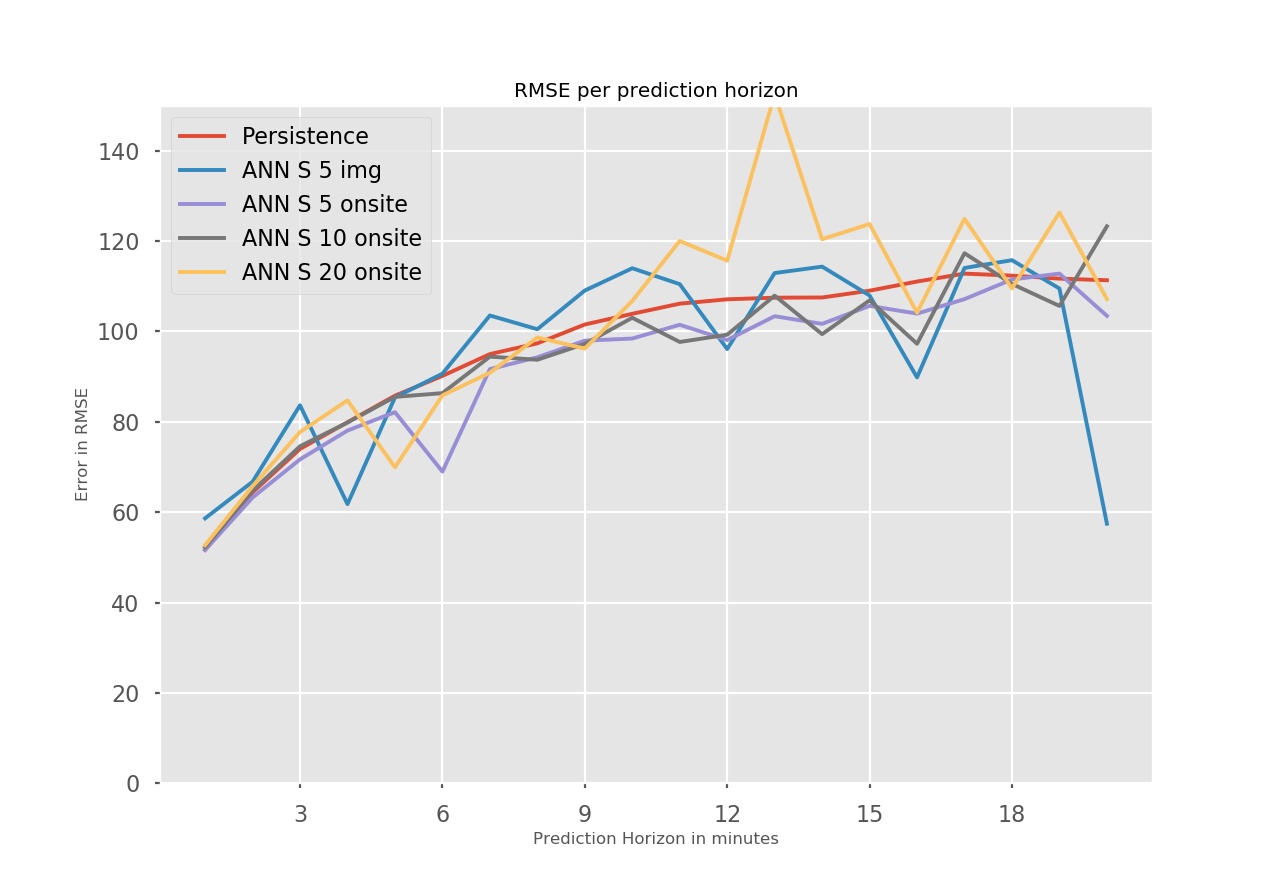 RMSE per prediction horizon
Persistence
ANN S 5 img
ANN S 5 onsite
ANN S 10 onsite
ANN S 20 onsite
140
120
100
80
60
40
20
0
Error in RMSE
3 6 9 12 15 18
Prediction Horizon in minutes